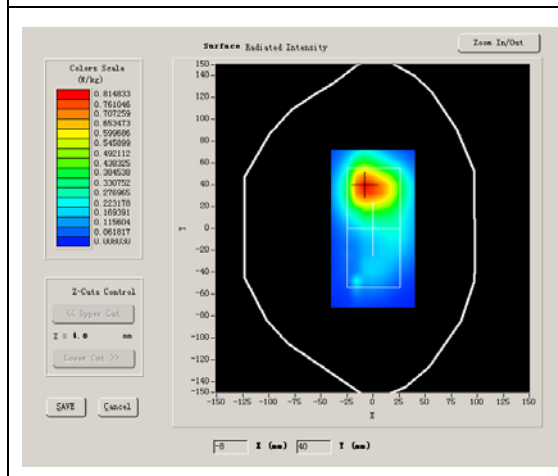 Surface Radiated Intensity
Zoom In/Out
Colors Scale
(W/kg)
0.814833
0.761046
0.707259
0.653473
0.599686
0.545899
0.492112
0.438325
0.384538
0.330752
0.276965
0.223178
0.169391
0.115604
0.061817
0.008030
150
140
120
100
80
60
40
20
0
-20
-40
-60
-80
-100
-120
-140
-150
Y
-150 -125 -100 -75 -50 -25 0 25 50 75 100 125 150
X
Z-Cuts Control
<< Upper Cut
Z = 4.0 mm
Lower Cut >>
SAVE
Cancel
-8 X (mm) 40 Y (mm)